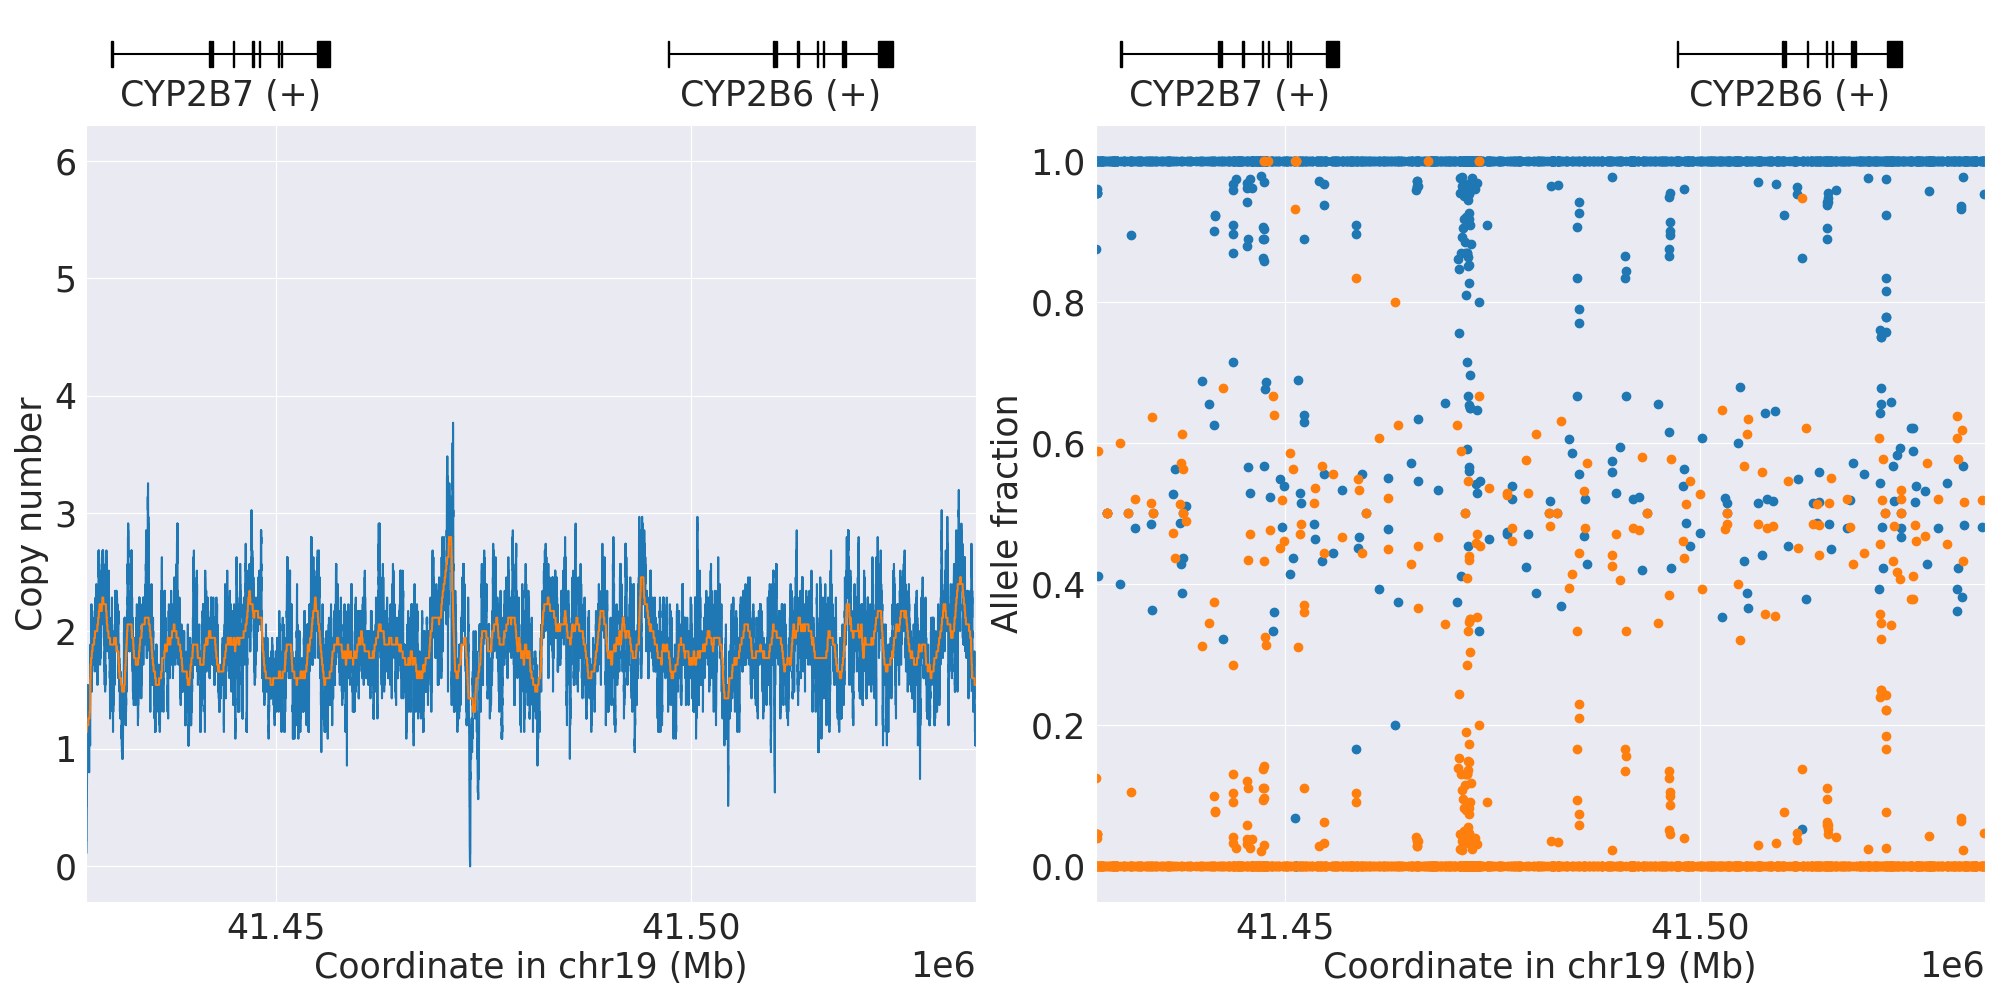 CYP2B7 (+) CYP2B6 (+)
6
5
4
3
2
1
0
Copy number
41.45 41.50
Coordinate in chr19 (Mb) 1e6
CYP2B7 (+) CYP2B6 (+)
1.0
0.8
0.6
0.4
0.2
0.0
Allele fraction
41.45 41.50
Coordinate in chr19 (Mb) 1e6